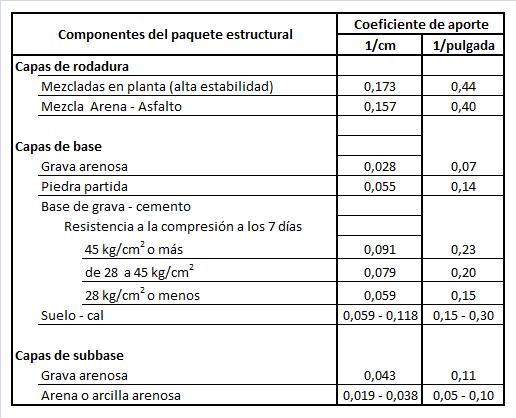 Componentes del paquete estructural Coeficiente de aporte
1/cm 1/pulgada
Capas de rodadura
Mezcladas en planta (alta estabilidad) 0,173 0,44
Mezcla Arena - Asfalto 0,157 0,40
Capas de base
Grava arenosa 0,028 0,07
Piedra partida 0,055 0,14
Base de grava - cemento
Resistencia a la compresión a los 7 días
45 kg/cm² o más 0,091 0,23
de 28 a 45 kg/cm² 0,079 0,20
28 kg/cm² o menos 0,059 0,15
Suelo - cal 0,059 - 0,118 0,15 - 0,30
Capas de subbase
Grava arenosa 0,043 0,11
Arena o arcilla arenosa 0,019 - 0,038 0,05 - 0,10